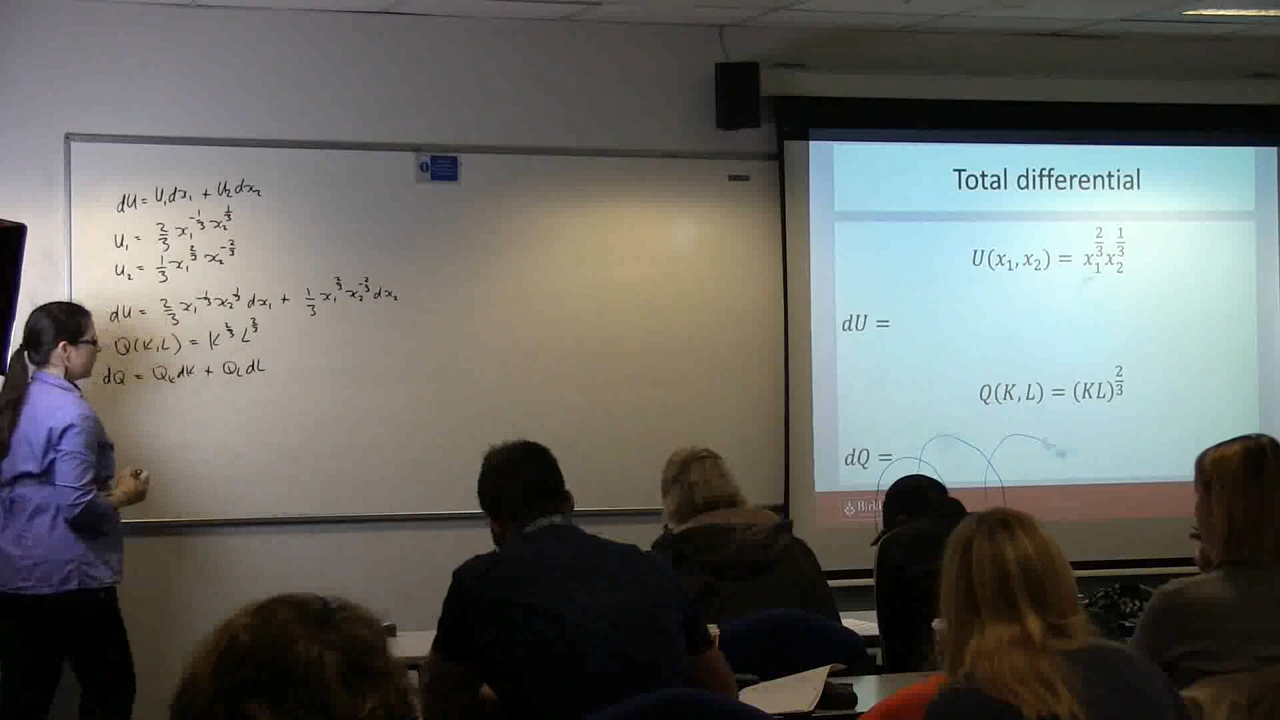 dU = U₁dx₁ + U₂dx₂
U₁ = 2/3 x₁^(-1/3) x₂^(1/3)
U₂ = 1/3 x₁^(2/3) x₂^(-2/3)
dU = 2/3 x₁^(-1/3) x₂^(1/3) dx₁ + 1/3 x₁^(2/3) x₂^(-2/3) dx₂
Q(K,L) = K^(2/3) L^(2/3)
dQ = Q_K dK + Q_L dL
Total differential
U(x₁, x₂) = x₁^(2/3) x₂^(1/3)
dU =
Q(K, L) = (KL)^(2/3)
dQ =